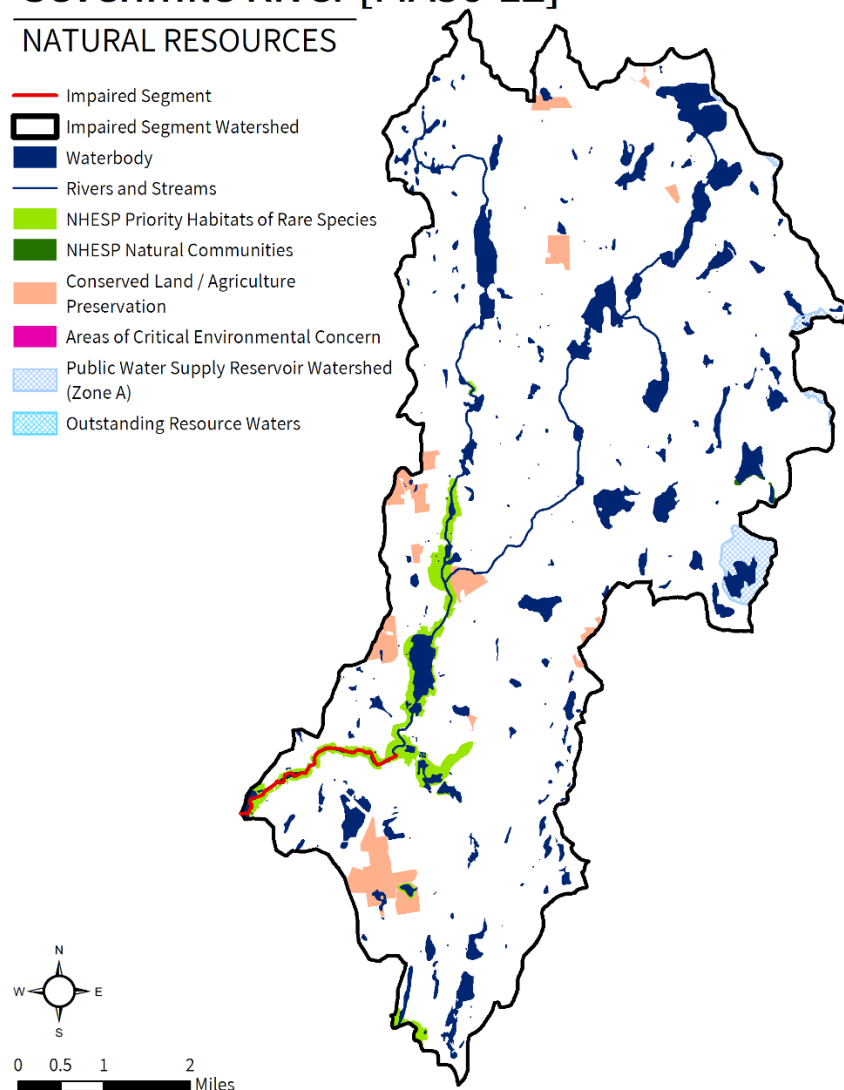 NATURAL RESOURCES
Impaired Segment
Impaired Segment Watershed
Waterbody
Rivers and Streams
NHESP Priority Habitats of Rare Species
NHESP Natural Communities
Conserved Land / Agriculture
Preservation
Areas of Critical Environmental Concern
Public Water Supply Reservoir Watershed
(Zone A)
Outstanding Resource Waters
N
W E
S
0 0.5 1 2
Miles